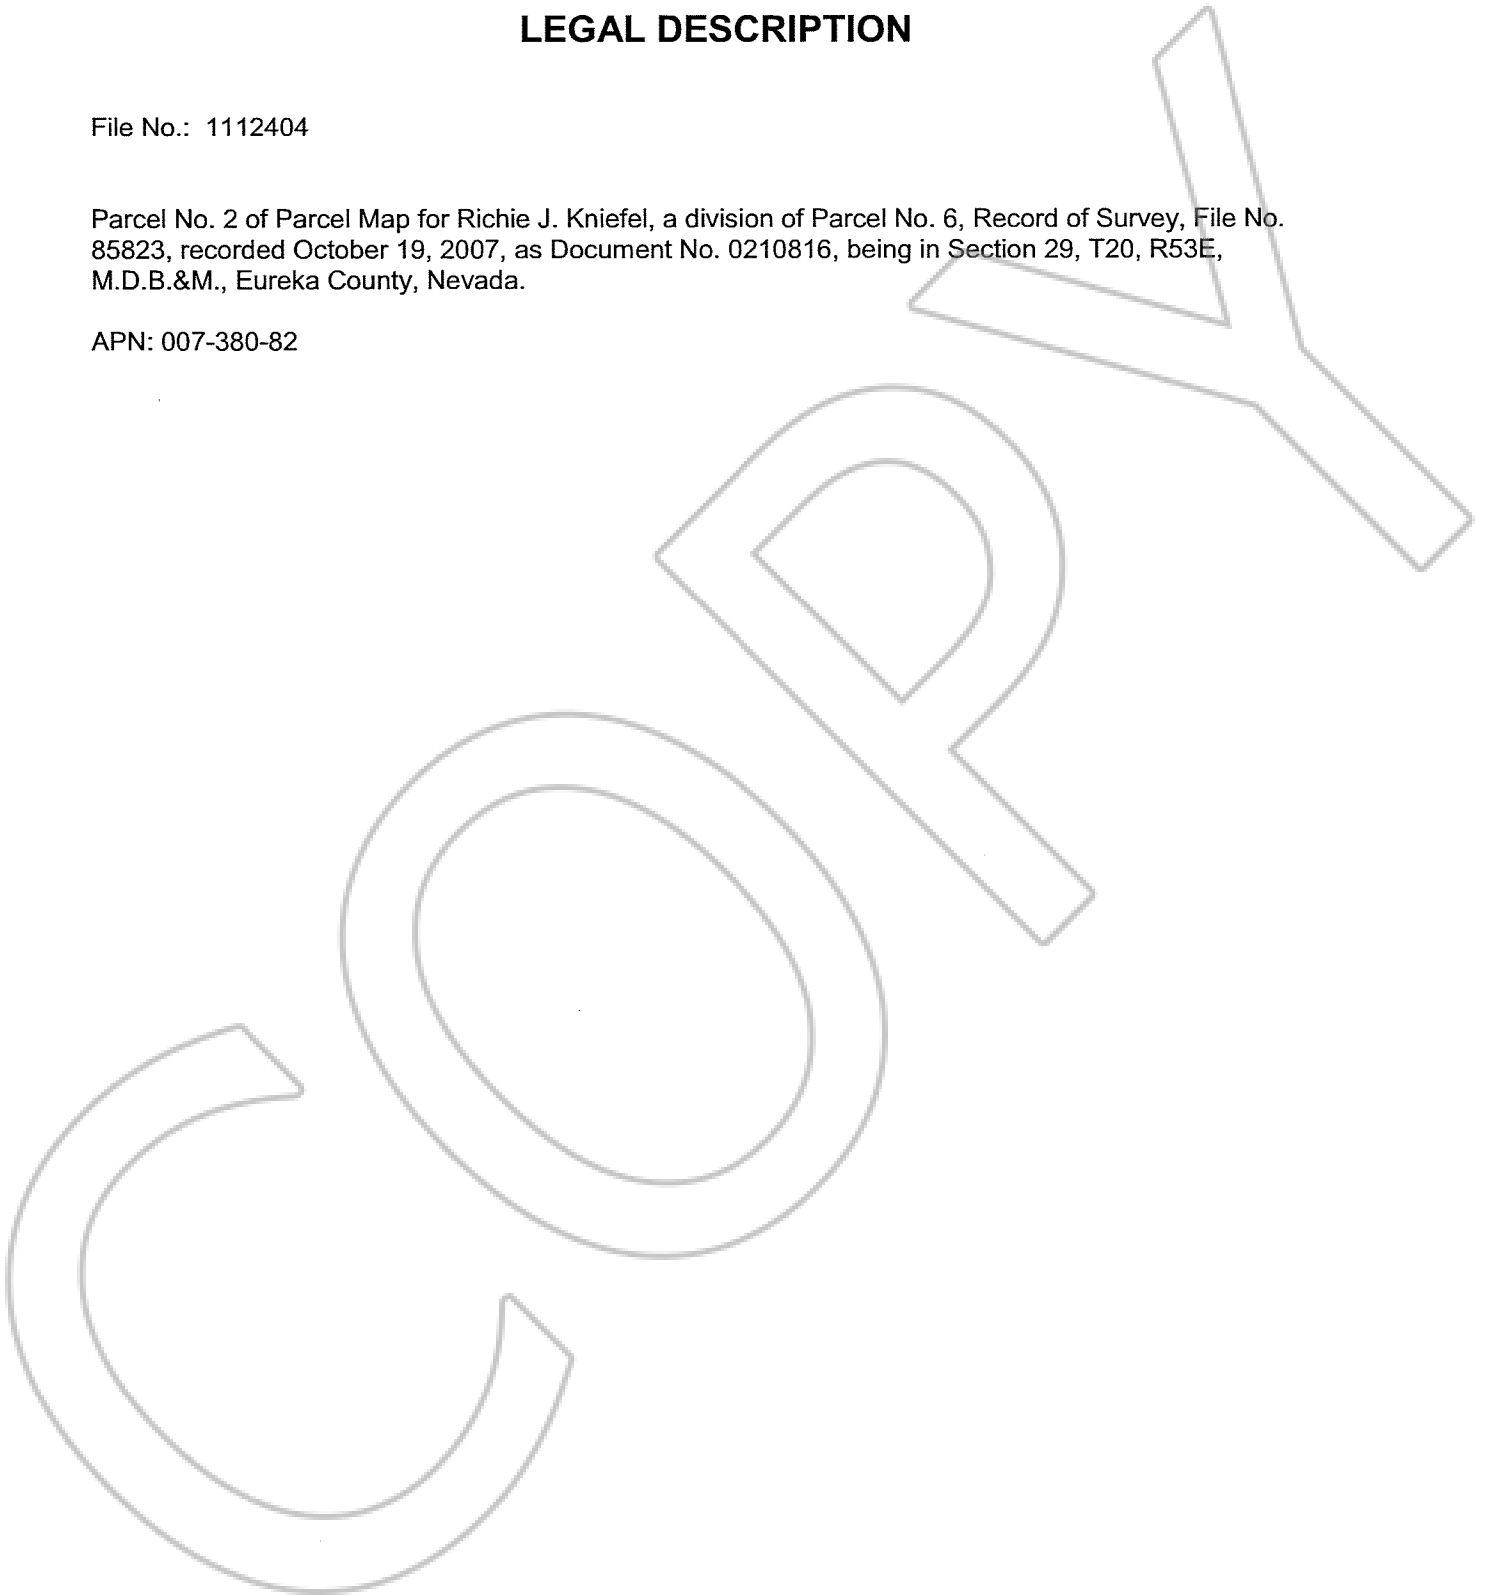 LEGAL DESCRIPTION
File No.: 1112404
Parcel No. 2 of Parcel Map for Richie J. Kniefel, a division of Parcel No. 6, Record of Survey, File No.
85823, recorded October 19, 2007, as Document No. 0210816, being in Section 29, T20, R53E,
M.D.B.&M., Eureka County, Nevada.
APN: 007-380-82
COPY